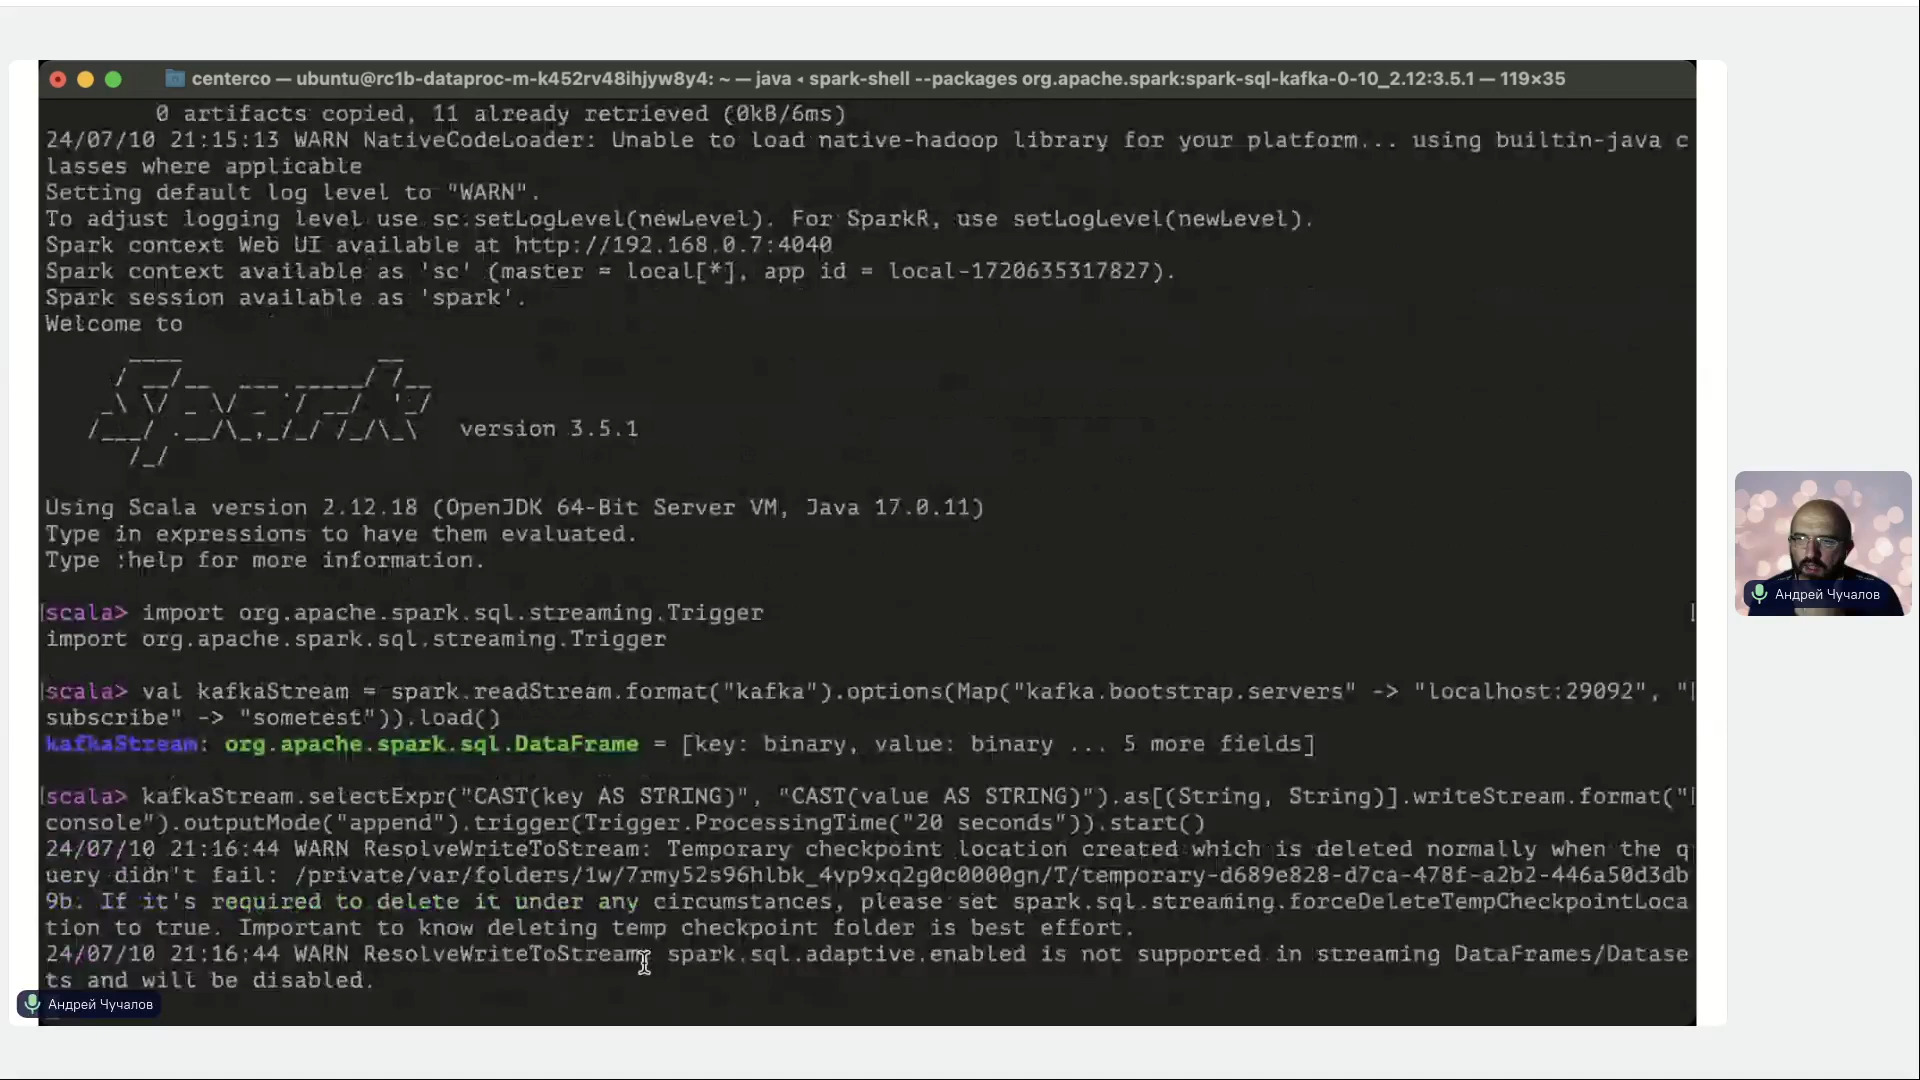 centerco — ubuntu@rc1b-dataproc-m-k452rv48ihjyw8y4: ~ — java ◂ spark-shell --packages org.apache.spark:spark-sql-kafka-0-10_2.12:3.5.1 — 119×35
0 artifacts copied, 11 already retrieved (0kB/6ms)
24/07/10 21:15:13 WARN NativeCodeLoader: Unable to load native-hadoop library for your platform... using builtin-java c
lasses where applicable
Setting default log level to "WARN".
To adjust logging level use sc.setLogLevel(newLevel). For SparkR, use setLogLevel(newLevel).
Spark context Web UI available at http://192.168.0.7:4040
Spark context available as 'sc' (master = local[*], app id = local-1720635317827).
Spark session available as 'spark'.
Welcome to
Spark version 3.5.1
Using Scala version 2.12.18 (OpenJDK 64-Bit Server VM, Java 17.0.11)
Type in expressions to have them evaluated.
Type :help for more information.
scala> import org.apache.spark.sql.streaming.Trigger
import org.apache.spark.sql.streaming.Trigger
scala> val kafkaStream = spark.readStream.format("kafka").options(Map("kafka.bootstrap.servers" -> "localhost:29092", "
subscribe" -> "sometest")).load()
kafkaStream: org.apache.spark.sql.DataFrame = [key: binary, value: binary ... 5 more fields]
scala> kafkaStream.selectExpr("CAST(key AS STRING)", "CAST(value AS STRING)").as[(String, String)].writeStream.format("
console").outputMode("append").trigger(Trigger.ProcessingTime("20 seconds")).start()
24/07/10 21:16:44 WARN ResolveWriteToStream: Temporary checkpoint location created which is deleted normally when the q
uery didn't fail: /private/var/folders/1w/7rmy52s96hlbk_4vp9xq2g0c0000gn/T/temporary-d689e828-d7ca-478f-a2b2-446a50d3db
9b. If it's required to delete it under any circumstances, please set spark.sql.streaming.forceDeleteTempCheckpointLoca
tion to true. Important to know deleting temp checkpoint folder is best effort.
24/07/10 21:16:44 WARN ResolveWriteToStream: spark.sql.adaptive.enabled is not supported in streaming DataFrames/Datase
ts and will be disabled.
Андрей Чучалов
Андрей Чучалов